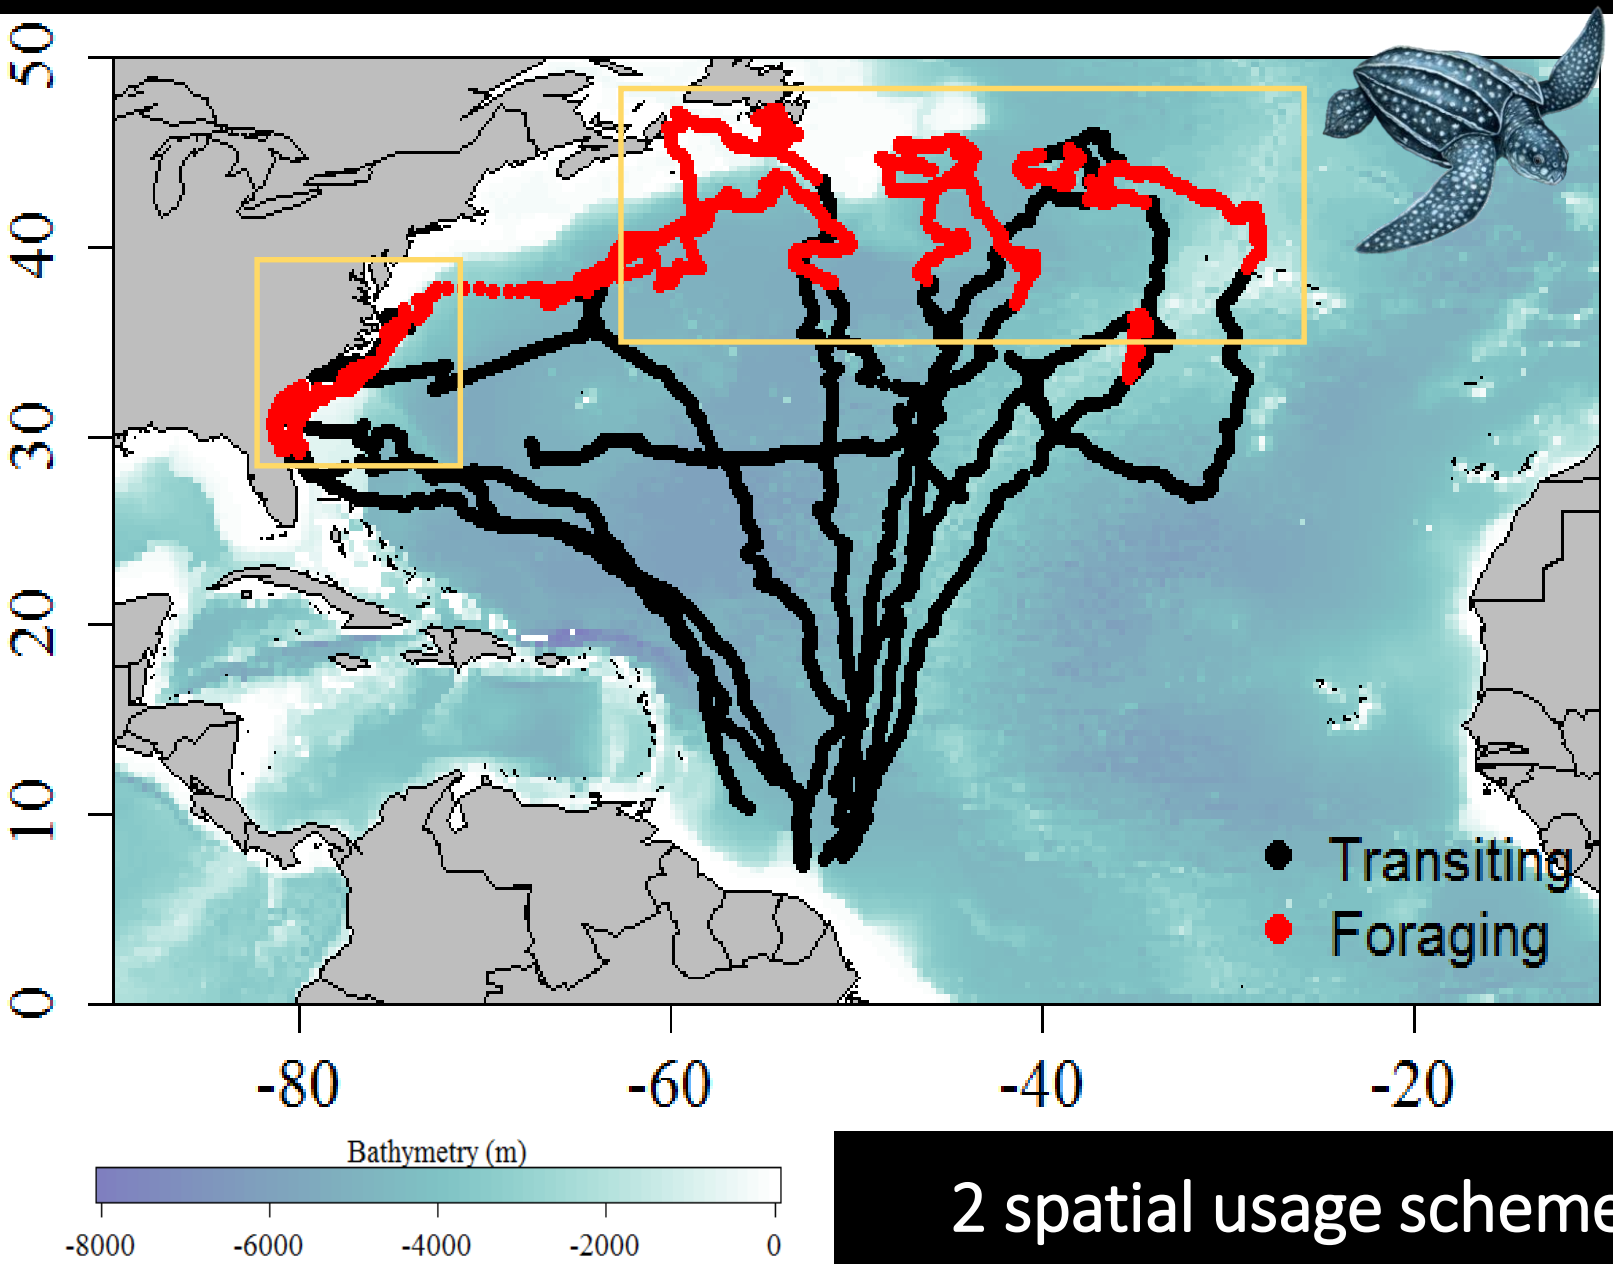 50
40
30
20
10
0
-80 -60 -40 -20
Transiting
Foraging
Bathymetry (m)
-8000 -6000 -4000 -2000 0
2 spatial usage scheme